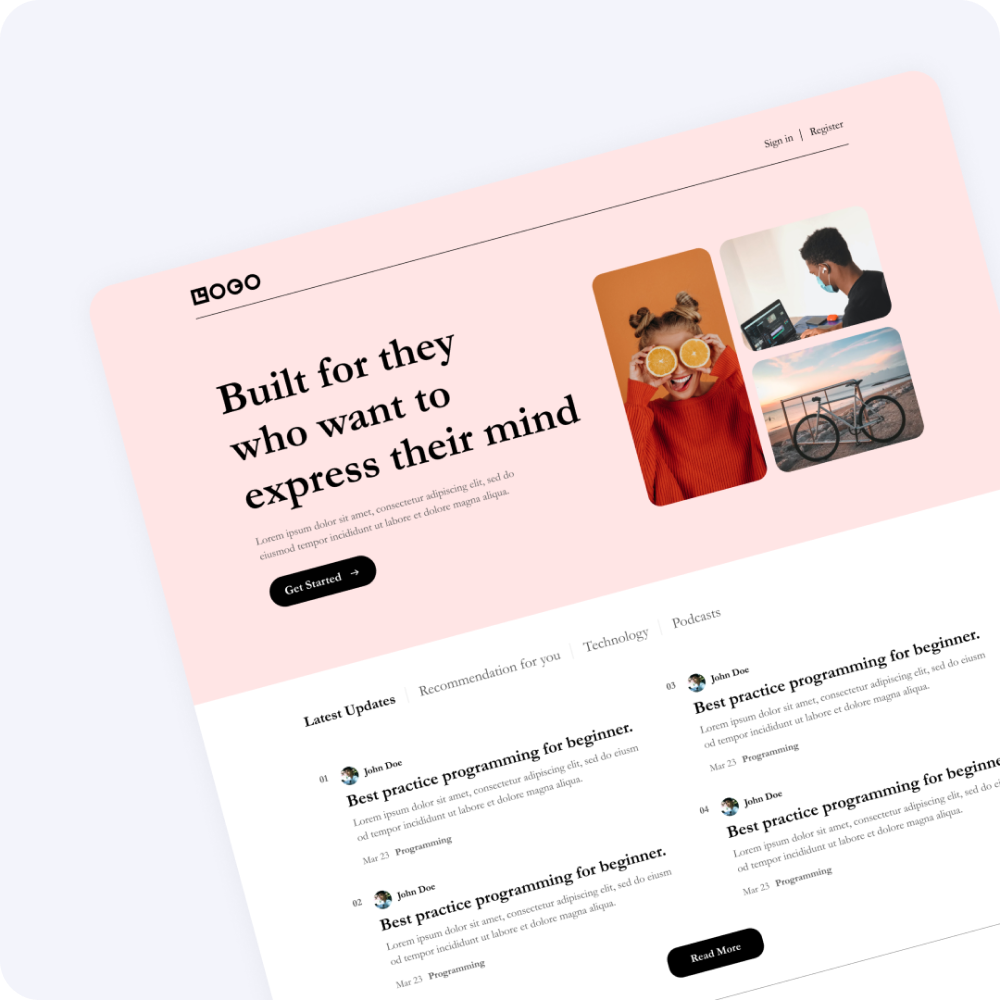 LOGO
Sign in | Register
Built for they
who want to
express their mind
Lorem ipsum dolor sit amet, consectetur adipiscing elit, sed do
eiusmod tempor incididunt ut labore et dolore magna aliqua.
Get Started →
Latest Updates
Recommendation for you
Technology
Podcasts
01
John Doe
Best practice programming for beginner.
Lorem ipsum dolor sit amet, consectetur adipiscing elit, sed do eiusm
od tempor incididunt ut labore et dolore magna aliqua.
Mar 23 Programming
02
John Doe
Best practice programming for beginner.
Lorem ipsum dolor sit amet, consectetur adipiscing elit, sed do eiusm
od tempor incididunt ut labore et dolore magna aliqua.
Mar 23 Programming
03
John Doe
Best practice programming for beginner.
Lorem ipsum dolor sit amet, consectetur adipiscing elit, sed do eiusm
od tempor incididunt ut labore et dolore magna aliqua.
Mar 23 Programming
04
John Doe
Best practice programming for beginne
Lorem ipsum dolor sit amet, consectetur adipiscing elit, sed do ei
od tempor incididunt ut labore et dolore magna aliqua.
Mar 23 Programming
Read More